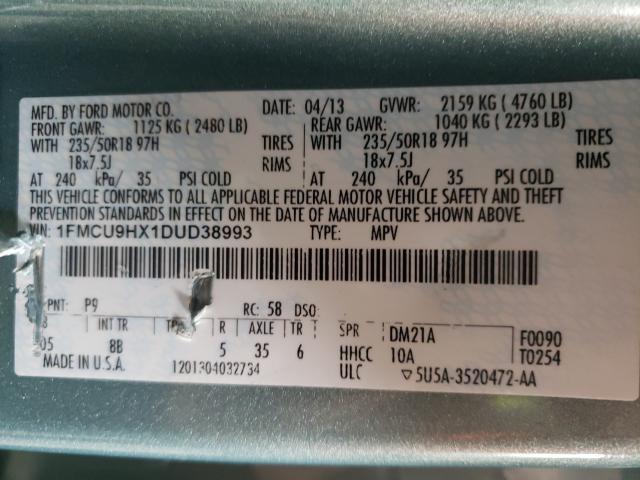 MFD. BY FORD MOTOR CO.
DATE: 04/13 GVWR: 2159 KG ( 4760 LB)
FRONT GAWR: 1125 KG ( 2480 LB)
REAR GAWR: 1040 KG ( 2293 LB)
WITH 235/50R18 97H TIRES
WITH 235/50R18 97H TIRES
18x7.5J RIMS
18x7.5J RIMS
AT 240 kPa/ 35 PSI COLD
AT 240 kPa/ 35 PSI COLD
THIS VEHICLE CONFORMS TO ALL APPLICABLE FEDERAL MOTOR VEHICLE SAFETY AND THEFT
PREVENTION STANDARDS IN EFFECT ON THE DATE OF MANUFACTURE SHOWN ABOVE.
VIN: 1FMCU9HX1DUD38993 TYPE: MPV
PNT: P9 RC: 58 DSO:
INT TR R AXLE TR SPR DM21A F0090
05 8B 5 35 6 HHCC 10A T0254
MADE IN U.S.A. 1201304032734 ULC ▽5U5A-3520472-AA